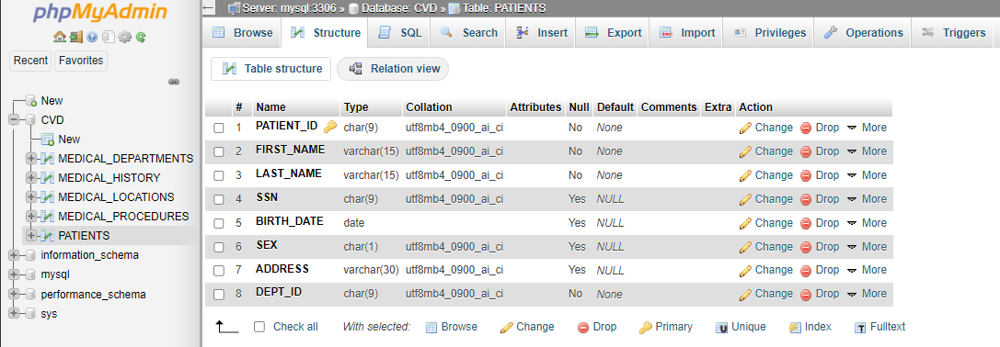 phpMyAdmin
Recent Favorites
New
CVD
New
MEDICAL_DEPARTMENTS
MEDICAL_HISTORY
MEDICAL_LOCATIONS
MEDICAL_PROCEDURES
PATIENTS
information_schema
mysql
performance_schema
sys
Server: mysql:3306 » Database: CVD » Table: PATIENTS
Browse Structure SQL Search Insert Export Import Privileges Operations Triggers
Table structure Relation view
# Name Type Collation Attributes Null Default Comments Extra Action
1 PATIENT_ID char(9) utf8mb4_0900_ai_ci No None Change Drop More
2 FIRST_NAME varchar(15) utf8mb4_0900_ai_ci No None Change Drop More
3 LAST_NAME varchar(15) utf8mb4_0900_ai_ci No None Change Drop More
4 SSN char(9) utf8mb4_0900_ai_ci Yes NULL Change Drop More
5 BIRTH_DATE date Yes NULL Change Drop More
6 SEX char(1) utf8mb4_0900_ai_ci Yes NULL Change Drop More
7 ADDRESS varchar(30) utf8mb4_0900_ai_ci Yes NULL Change Drop More
8 DEPT_ID char(9) utf8mb4_0900_ai_ci No None Change Drop More
Check all With selected: Browse Change Drop Primary Unique Index Fulltext